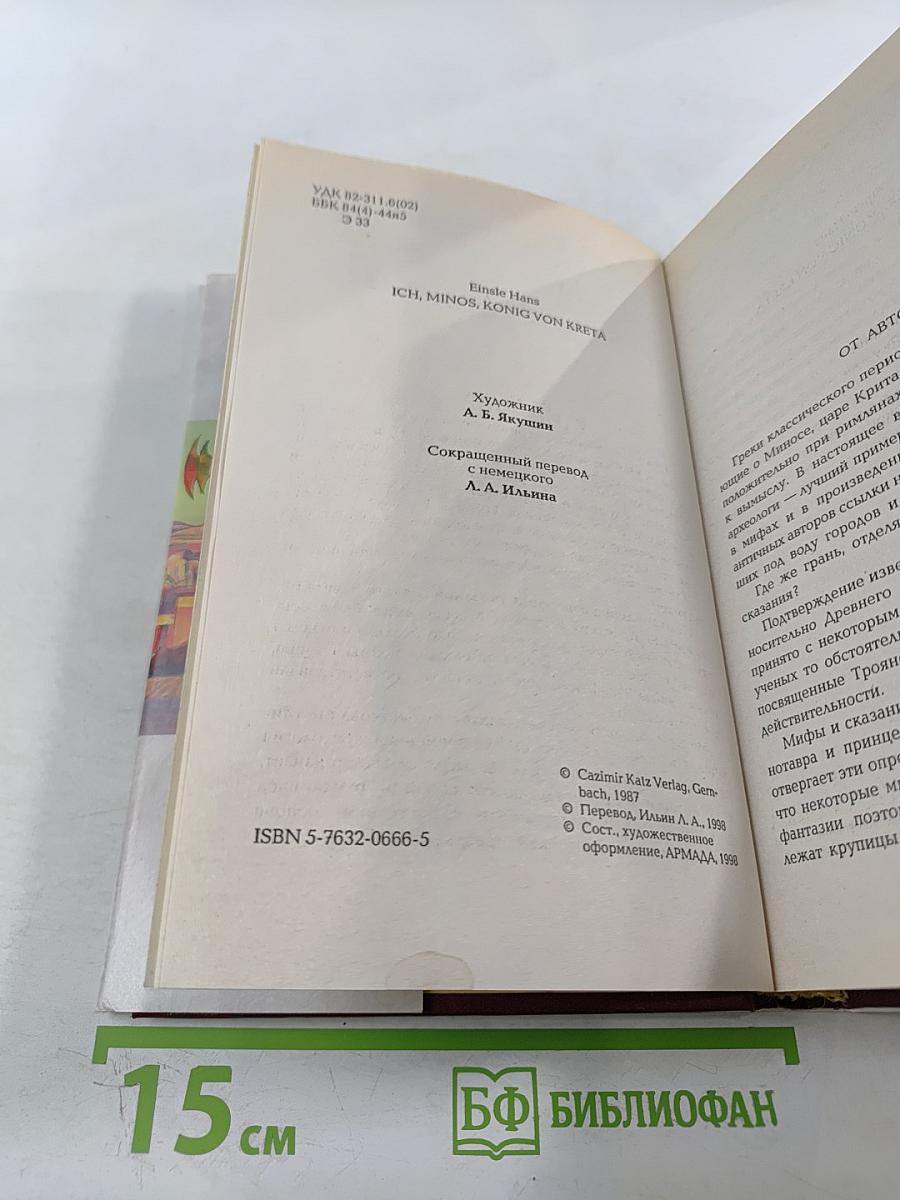 УДК 82-311.6(02)
ББК 84(4)-44я5
Э 33
Einsle Hans
ICH, MINOS, KONIG VON KRETA
Художник
А. Б. Якушин
Сокращенный перевод
с немецкого
Л. А. Ильина
© Cazimir Katz Verlag, Gern-
bach, 1987
© Перевод, Ильин Л. А., 1998
© Сост., художественное
оформление, АРМАДА, 1998
ISBN 5-7632-0666-5
ОТ АВТО
Греки классического перио
ющие о Миносе, царе Крита
положительно при римлянах
к вымыслу. В настоящее в
археологи — лучший пример
в мифах и в произведени
античных авторов ссылки н
ших под воду городов и
Где же грань, отделя
сказания?
Подтверждение изве
носительно Древнего
принято с некоторым
ученых то обстоятел
посвященные Троян
действительности.
Мифы и сказани
нотавра и принце
отвергает эти опре
что некоторые ми
фантазии поэтов
лежат крупицы
15 см
БФ БИБЛИОФАН